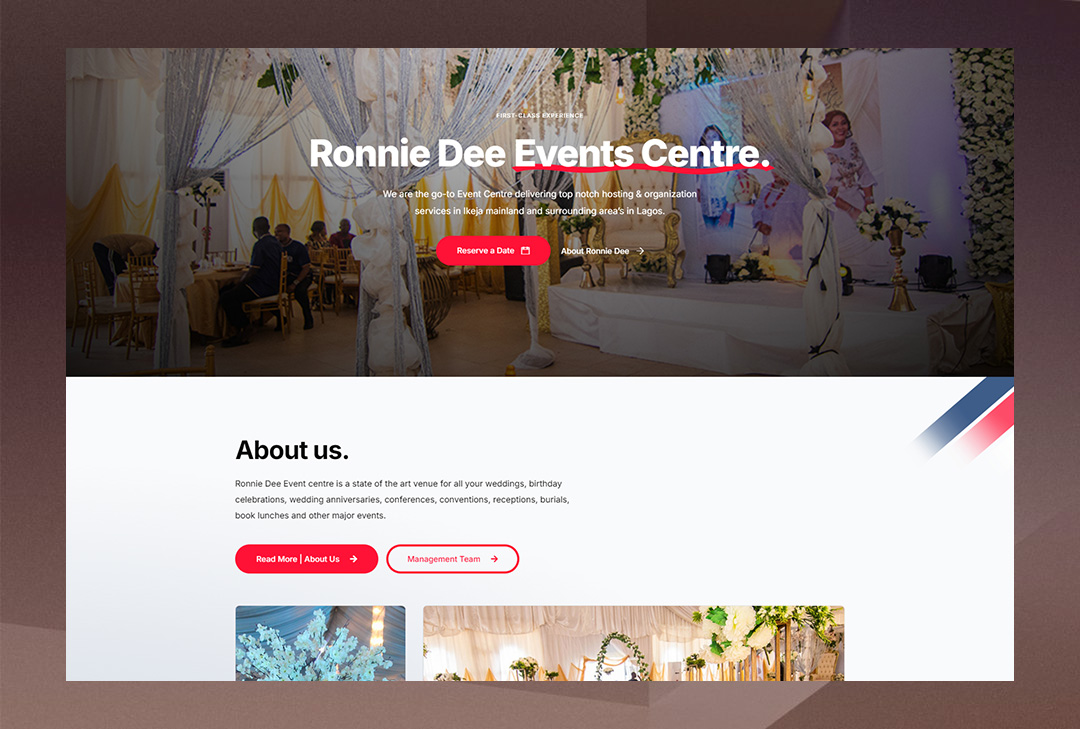 FIRST-CLASS EXPERIENCE
Ronnie Dee Events Centre.
We are the go-to Event Centre delivering top notch hosting & organization
services in Ikeja mainland and surrounding area's in Lagos.
Reserve a Date
About Ronnie Dee
About us.
Ronnie Dee Event centre is a state of the art venue for all your weddings, birthday
celebrations, wedding anniversaries, conferences, conventions, receptions, burials,
book lunches and other major events.
Read More | About Us
Management Team